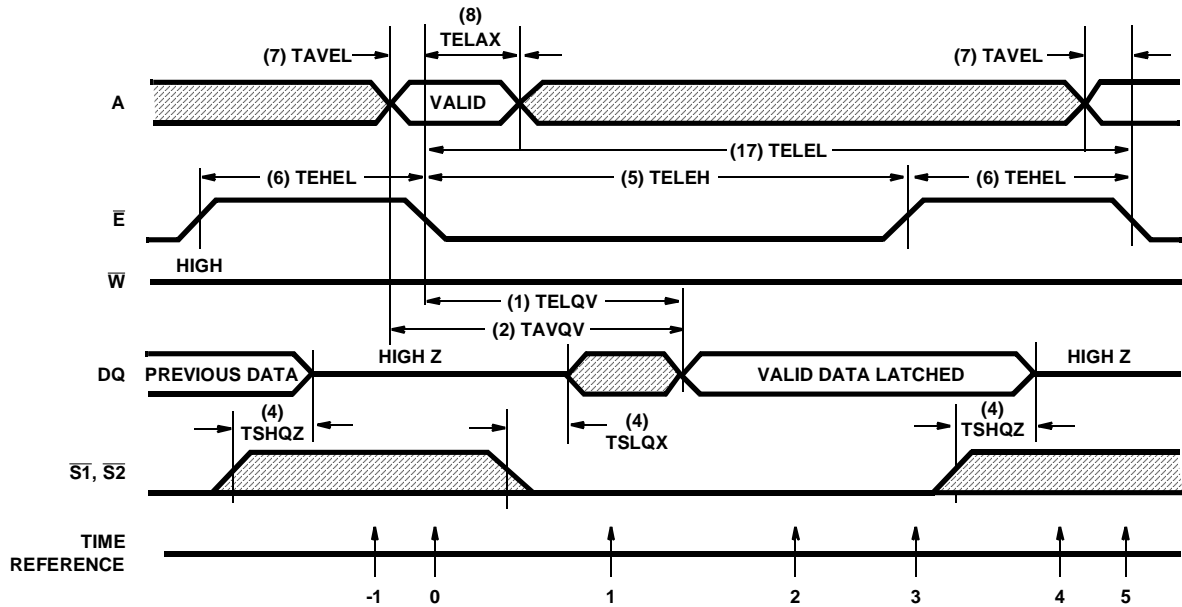 (8)
TELAX
(7) TAVEL
(7) TAVEL
A
VALID
(17) TELEL
(6) TEHEL
(5) TELEH
(6) TEHEL
E̅
HIGH
W̅
(1) TELQV
(2) TAVQV
HIGH Z
HIGH Z
DQ
PREVIOUS DATA
VALID DATA LATCHED
(4)
TSHQZ
(4)
TSLQX
(4)
TSHQZ
S̅1̅, S̅2̅
TIME
REFERENCE
-1 0 1 2 3 4 5